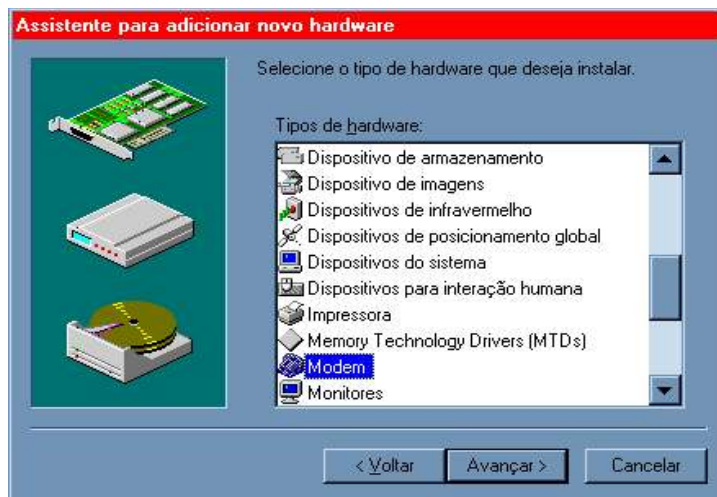 Assistente para adicionar novo hardware
Selecione o tipo de hardware que deseja instalar.
Tipos de hardware:
Dispositivo de armazenamento
Dispositivo de imagens
Dispositivos de infravermelho
Dispositivos de posicionamento global
Dispositivos do sistema
Dispositivos para interação humana
Impressora
Memory Technology Drivers (MTDs)
Modem
Monitores
< Voltar
Avançar >
Cancelar